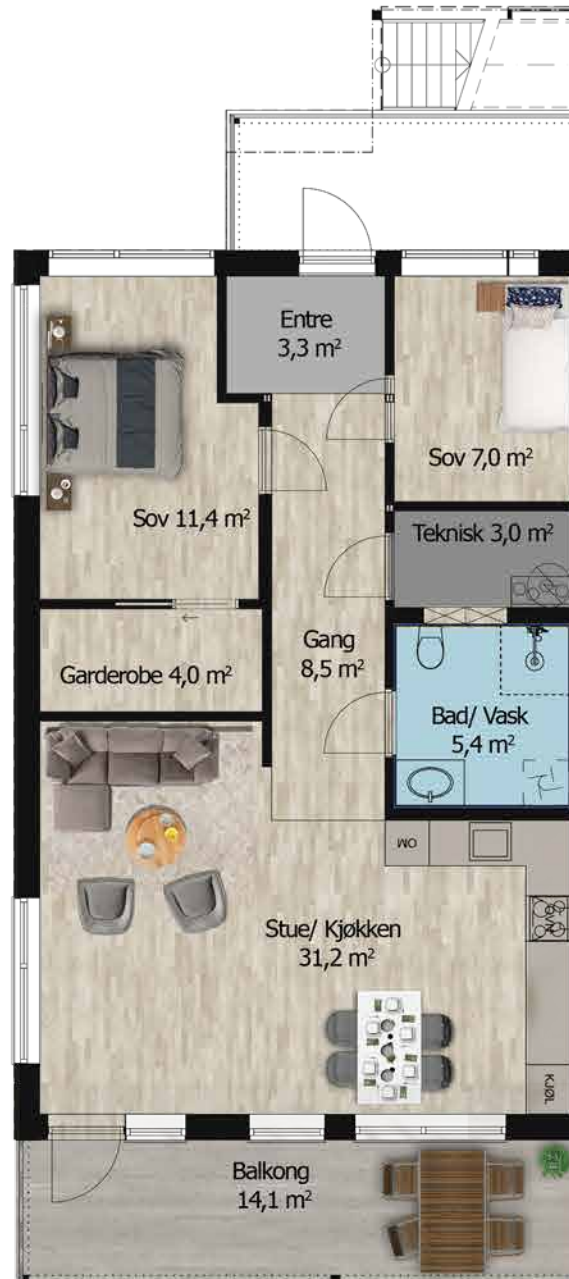 Entre
3,3 m²
Sov 7,0 m²
Sov 11,4 m²
Teknisk 3,0 m²
Gang
8,5 m²
Garderobe 4,0 m²
Bad/ Vask
5,4 m²
OM
OVN
Stue/ Kjøkken
31,2 m²
KJØL
Balkong
14,1 m²